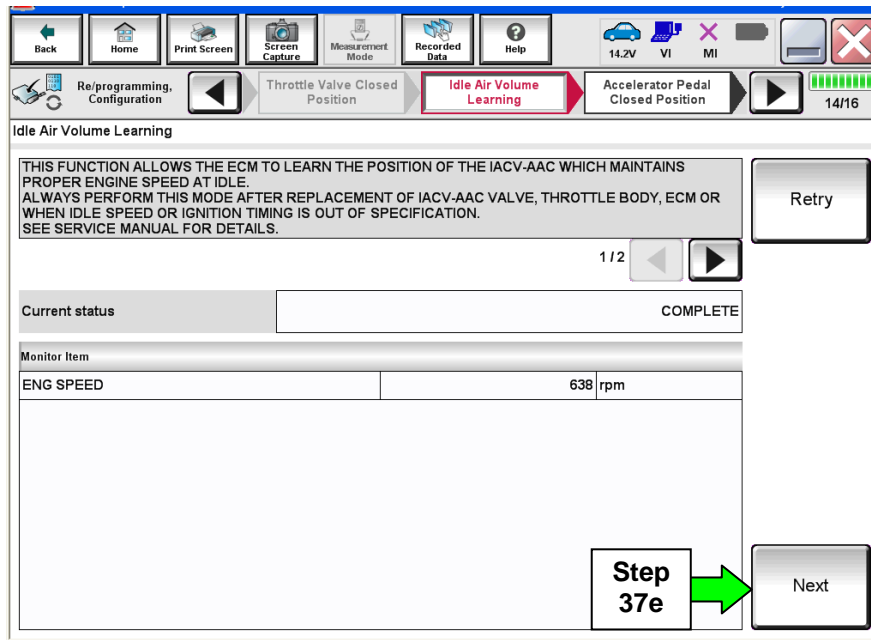 Back
Home
Print Screen
Screen
Capture
Measurement
Mode
Recorded
Data
Help
14.2V
VI
MI
Re/programming,
Configuration
Throttle Valve Closed
Position
Idle Air Volume
Learning
Accelerator Pedal
Closed Position
14/16
Idle Air Volume Learning
THIS FUNCTION ALLOWS THE ECM TO LEARN THE POSITION OF THE IACV-AAC WHICH MAINTAINS
PROPER ENGINE SPEED AT IDLE.
ALWAYS PERFORM THIS MODE AFTER REPLACEMENT OF IACV-AAC VALVE, THROTTLE BODY, ECM OR
WHEN IDLE SPEED OR IGNITION TIMING IS OUT OF SPECIFICATION.
SEE SERVICE MANUAL FOR DETAILS.
Retry
1/2
Current status
COMPLETE
Monitor Item
ENG SPEED
638 rpm
Step
37e
Next